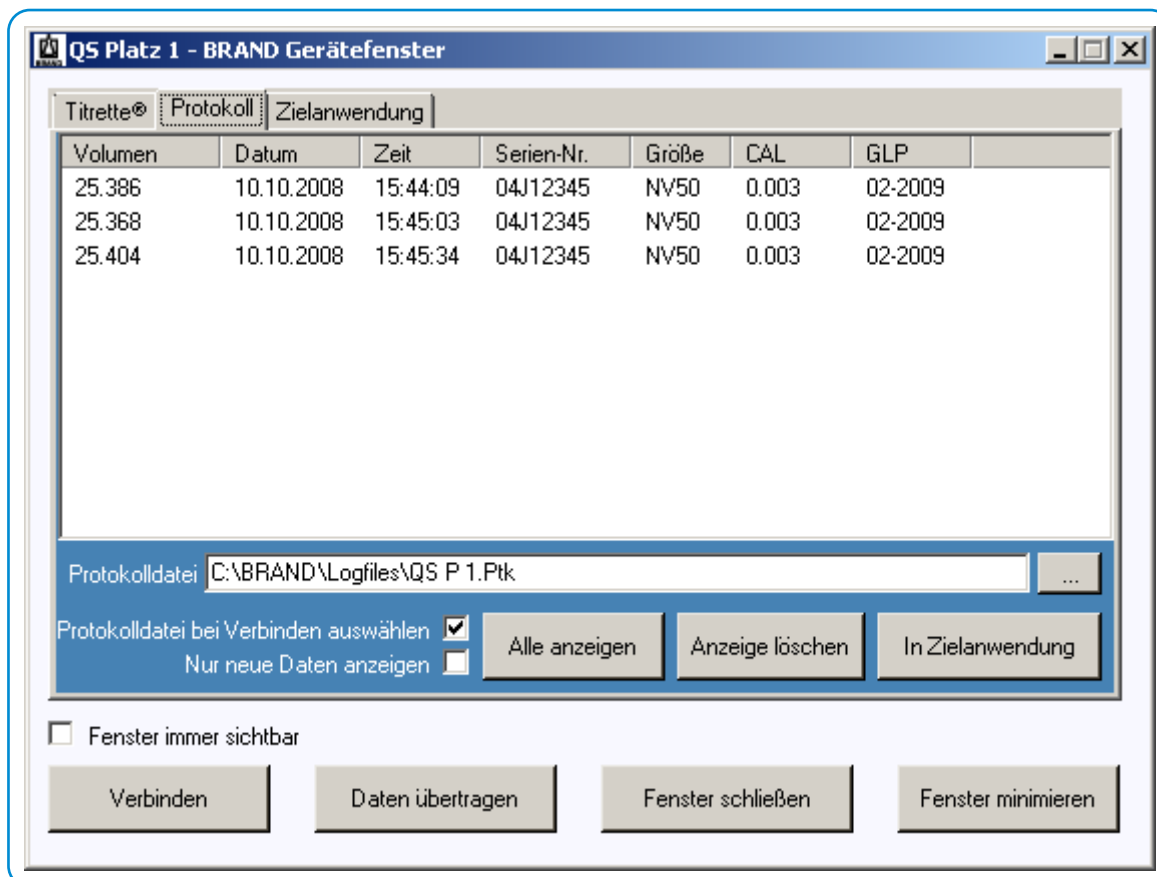 BRAND QS Platz 1 - BRAND Gerätefenster
Titrette® Protokoll Zielanwendung
Volumen Datum Zeit Serien-Nr. Größe CAL GLP
25.386 10.10.2008 15:44:09 04J12345 NV50 0.003 02-2009
25.368 10.10.2008 15:45:03 04J12345 NV50 0.003 02-2009
25.404 10.10.2008 15:45:34 04J12345 NV50 0.003 02-2009
Protokolldatei C:\BRAND\Logfiles\QS P 1.Ptk ...
Protokolldatei bei Verbinden auswählen
Nur neue Daten anzeigen
Alle anzeigen Anzeige löschen In Zielanwendung
Fenster immer sichtbar
Verbinden Daten übertragen Fenster schließen Fenster minimieren